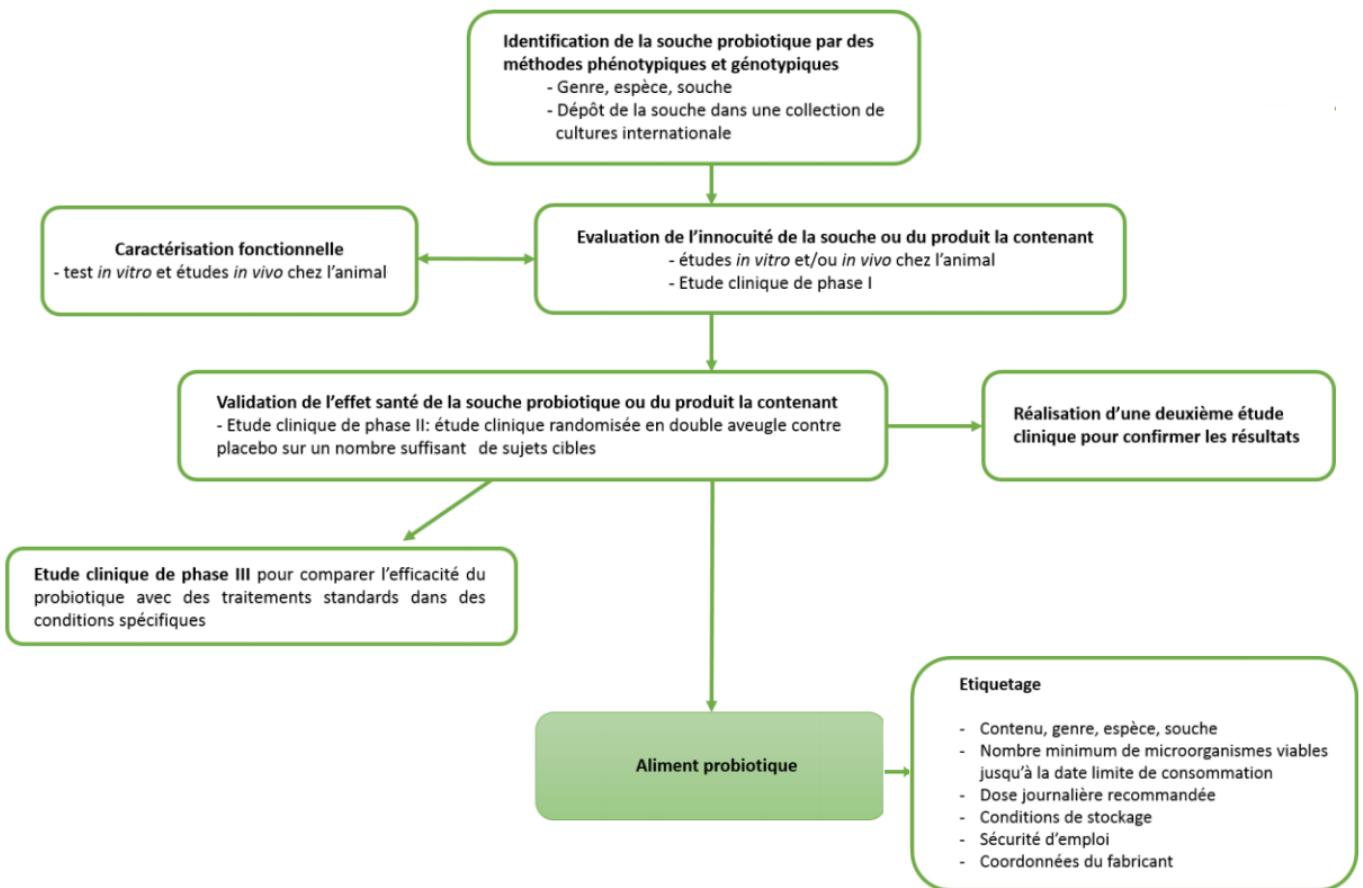 Identification de la souche probiotique par des
méthodes phénotypiques et génotypiques
- Genre, espèce, souche
- Dépôt de la souche dans une collection de
cultures internationale
Caractérisation fonctionnelle
- test in vitro et études in vivo chez l’animal
Evaluation de l’innocuité de la souche ou du produit la contenant
- études in vitro et/ou in vivo chez l’animal
- Etude clinique de phase I
Validation de l’effet santé de la souche probiotique ou du produit la contenant
- Etude clinique de phase II: étude clinique randomisée en double aveugle contre
placebo sur un nombre suffisant de sujets cibles
Réalisation d’une deuxième étude
clinique pour confirmer les résultats
Etude clinique de phase III pour comparer l’efficacité du
probiotique avec des traitements standards dans des
conditions spécifiques
Aliment probiotique
Etiquetage
- Contenu, genre, espèce, souche
- Nombre minimum de microorganismes viables
jusqu’à la date limite de consommation
- Dose journalière recommandée
- Conditions de stockage
- Sécurité d’emploi
- Coordonnées du fabricant